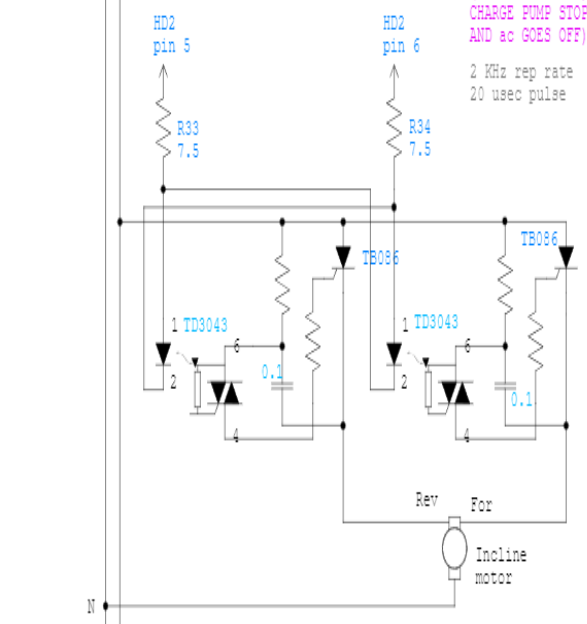 HD2
pin 5
HD2
pin 6
CHARGE PUMP STOP
AND ac GOES OFF)
2 KHz rep rate
20 usec pulse
R33
7.5
R34
7.5
TB086
TB086
1 TD3043
6
2
0.1
4
1 TD3043
6
2
0.1
4
Rev
For
Incline
motor
N